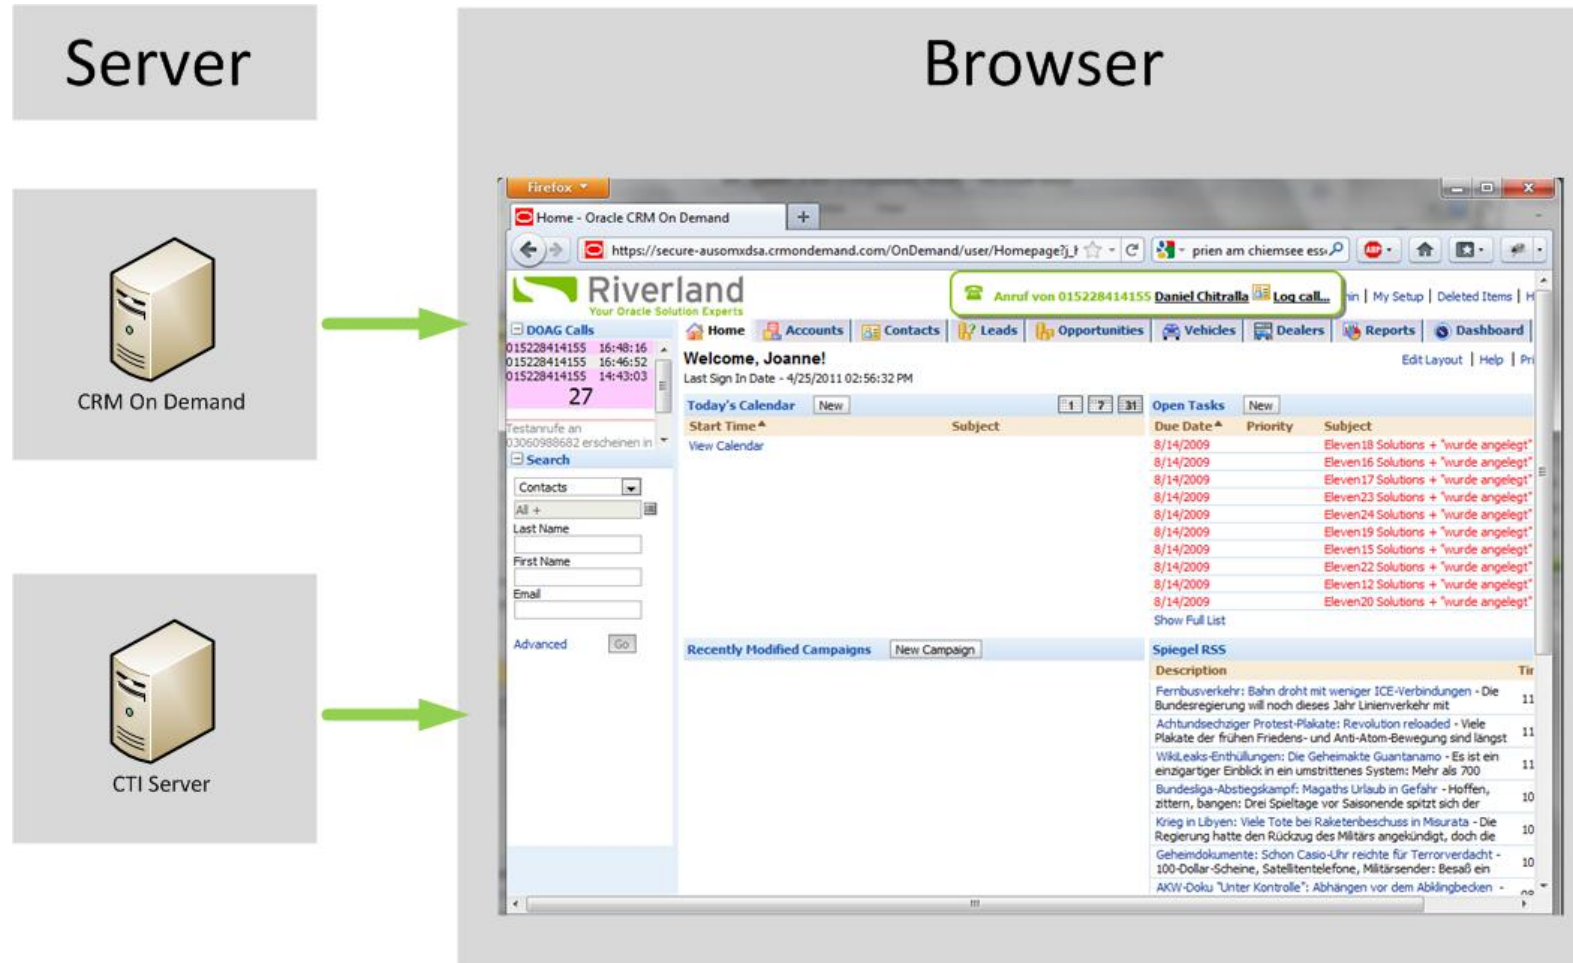 Server
Browser
CRM On Demand
CTI Server
Firefox
Home - Oracle CRM On Demand
https://secure-ausomxdsa.crmondemand.com/OnDemand/user/Homepage?j_
prien am chiemsee ess
ABP
Riverland
Your Oracle Solution Experts
Anruf von 015228414155 Daniel Chitralla Log call...
My Setup | Deleted Items | H
DOAG Calls
Home Accounts Contacts Leads Opportunities Vehicles Dealers Reports Dashboard
015228414155 16:48:16
015228414155 16:46:52
015228414155 14:43:03
27
Testanrufe an
03060988682 erscheinen in
Welcome, Joanne!
Edit Layout | Help | Pri
Last Sign In Date - 4/25/2011 02:56:32 PM
Today's Calendar New 1 7 31
Start Time Subject
View Calendar
Open Tasks New
Due Date Priority Subject
8/14/2009 Eleven18 Solutions + "wurde angelegt"
8/14/2009 Eleven16 Solutions + "wurde angelegt"
8/14/2009 Eleven17 Solutions + "wurde angelegt"
8/14/2009 Eleven23 Solutions + "wurde angelegt"
8/14/2009 Eleven24 Solutions + "wurde angelegt"
8/14/2009 Eleven19 Solutions + "wurde angelegt"
8/14/2009 Eleven15 Solutions + "wurde angelegt"
8/14/2009 Eleven22 Solutions + "wurde angelegt"
8/14/2009 Eleven12 Solutions + "wurde angelegt"
8/14/2009 Eleven20 Solutions + "wurde angelegt"
Show Full List
Search
Contacts
All +
Last Name
First Name
Email
Advanced Go
Recently Modified Campaigns New Campaign
Spiegel RSS
Description
Fernbusverkehr: Bahn droht mit weniger ICE-Verbindungen - Die 11
Bundesregierung will noch dieses Jahr Linienverkehr mit
Achtundsechziger Protest-Plakate: Revolution reloaded - Viele 11
Plakate der frühen Friedens- und Anti-Atom-Bewegung sind längst
WikiLeaks-Enthüllungen: Die Geheimakte Guantanamo - Es ist ein 11
einzigartiger Einblick in ein umstrittenes System: Mehr als 700
Bundesliga-Abstiegskampf: Magaths Urlaub in Gefahr - Hoffen, 10
zittern, bangen: Drei Spieltage vor Saisonende spitzt sich der
Krieg in Libyen: Viele Tote bei Raketenbeschuss in Misurata - Die 10
Regierung hatte den Rückzug des Militärs angekündigt, doch die
Geheimdokumente: Schon Casio-Uhr reichte für Terrorverdacht - 10
100-Dollar-Scheine, Satellitentelefone, Militärsender: Besaß ein
AKW-Doku "Unter Kontrolle": Abhängen vor dem Abklingbecken -